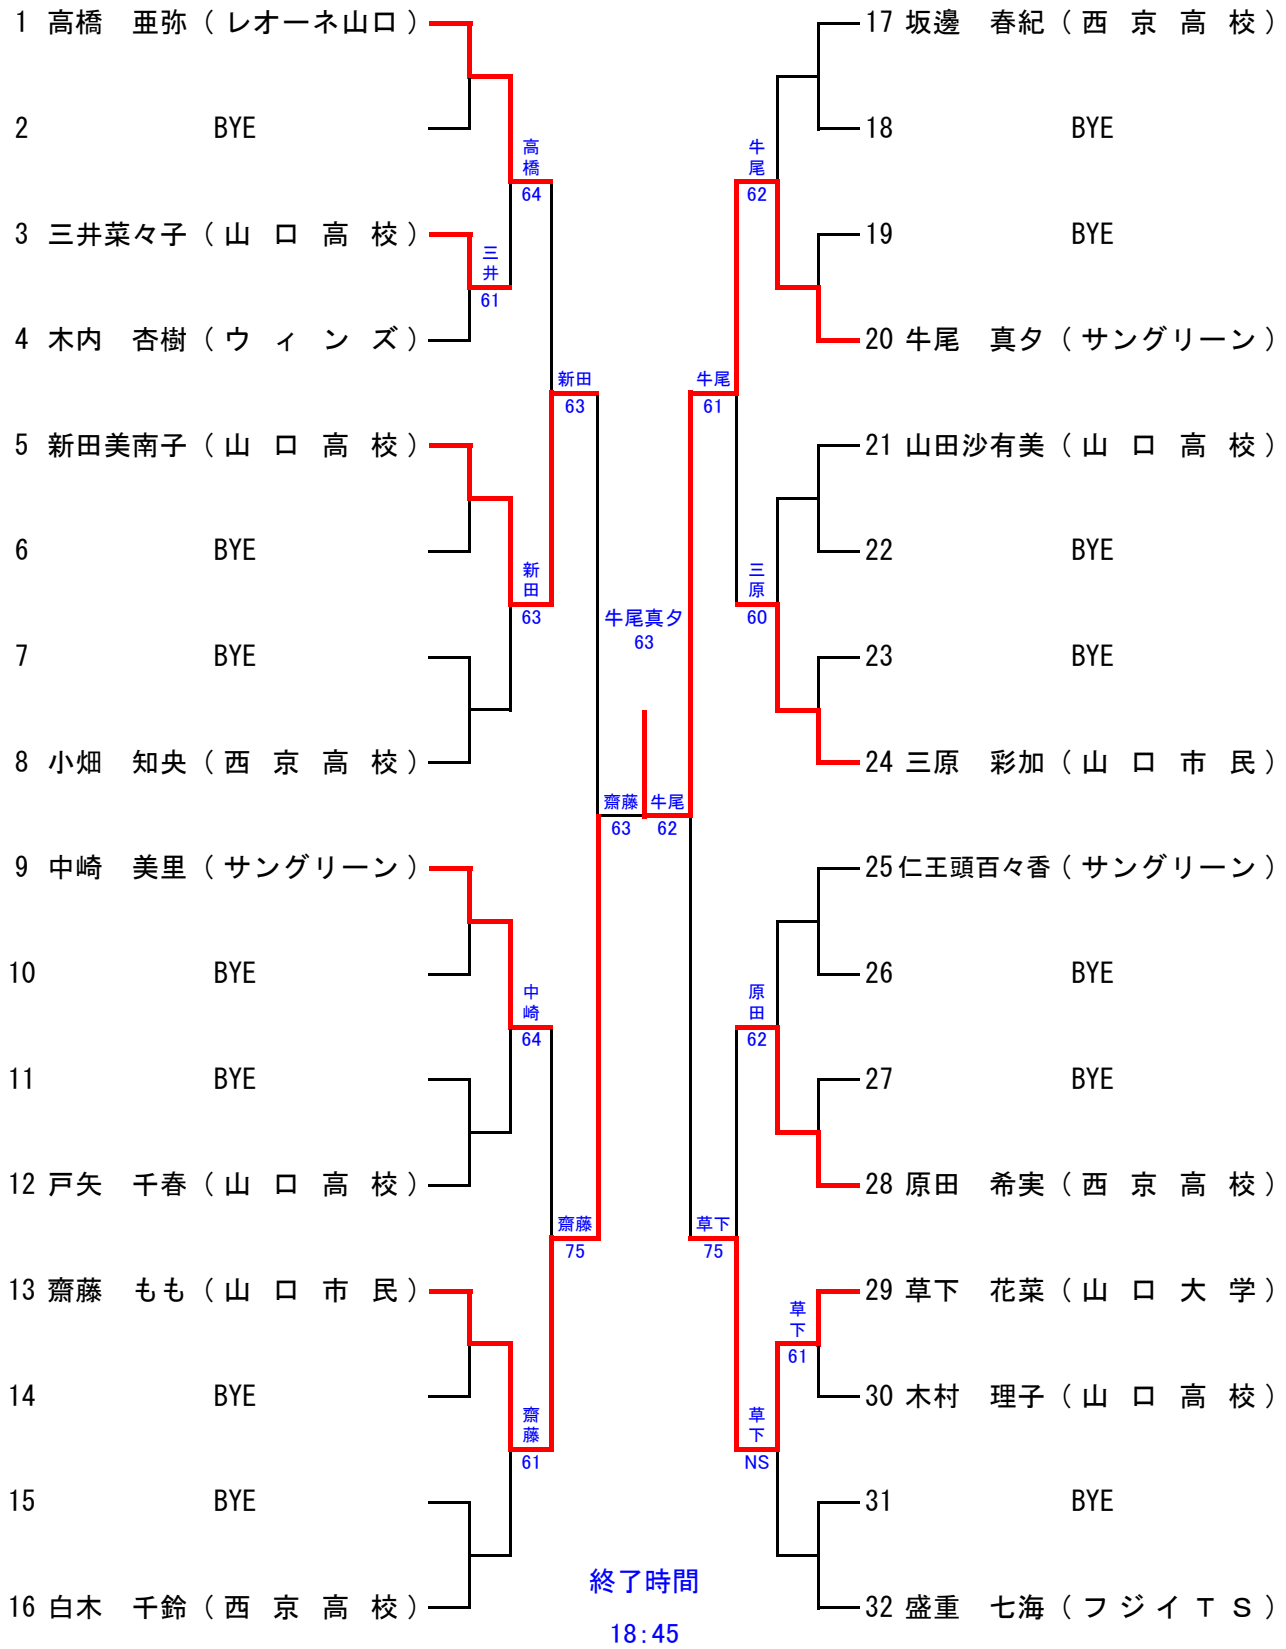 1 高橋　亜弥 ( レオーネ山口 )
2 BYE
高橋
64
3 三井菜々子 ( 山 口 高 校 )
三井
61
4 木内　杏樹 ( ウ ィ ン ズ )
新田
63
5 新田美南子 ( 山 口 高 校 )
6 BYE
新田
63
7 BYE
8 小畑　知央 ( 西 京 高 校 )
齋藤
63
9 中崎　美里 ( サングリーン )
10 BYE
中崎
64
11 BYE
12 戸矢　千春 ( 山 口 高 校 )
齋藤
75
13 齋藤　もも ( 山 口 市 民 )
14 BYE
齋藤
61
15 BYE
16 白木　千鈴 ( 西 京 高 校 )
牛尾真夕
63
17 坂邊　春紀 ( 西 京 高 校 )
18 BYE
牛尾
62
19 BYE
20 牛尾　真夕 ( サングリーン )
牛尾
61
21 山田沙有美 ( 山 口 高 校 )
22 BYE
三原
60
23 BYE
24 三原　彩加 ( 山 口 市 民 )
牛尾
62
25 仁王頭百々香 ( サングリーン )
26 BYE
原田
62
27 BYE
28 原田　希実 ( 西 京 高 校 )
草下
75
29 草下　花菜 ( 山 口 大 学 )
草下
61
30 木村　理子 ( 山 口 高 校 )
草下
NS
31 BYE
32 盛重　七海 ( フ ジ イ Ｔ Ｓ )
終了時間
18:45